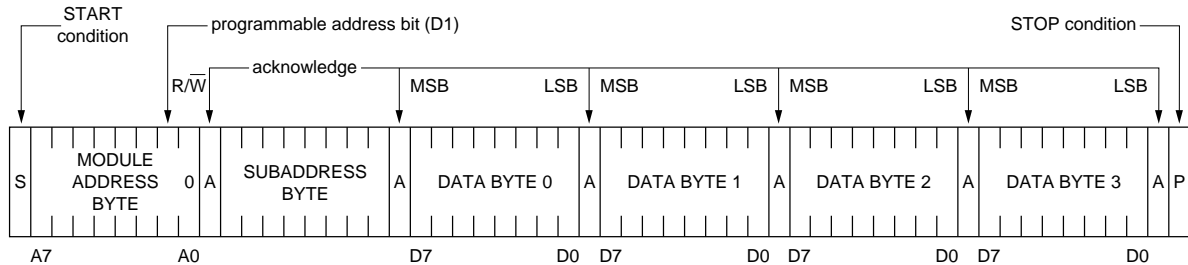 START
condition
programmable address bit (D1)
STOP condition
acknowledge
R/W̅
MSB LSB MSB LSB MSB LSB MSB LSB
S MODULE ADDRESS BYTE 0 A SUBADDRESS BYTE A DATA BYTE 0 A DATA BYTE 1 A DATA BYTE 2 A DATA BYTE 3 A P
A7 A0 D7 D0 D7 D0 D7 D0 D7 D0